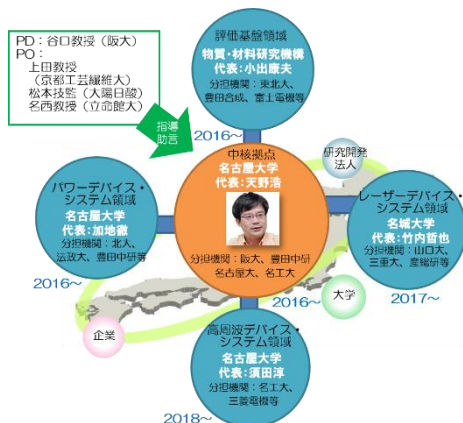 PD：谷口教授（阪大）
PO：
上田教授
（京都工芸繊維大）
松本技監（大陽日酸）
名西教授（立命館大）
指導
助言
評価基盤領域
物質・材料研究機構
代表：小出康夫
分担機関：東北大、
豊田合成、富士電機等
2016～
中核拠点
名古屋大学
代表：天野浩
分担機関：阪大、豊田中研
名古屋大、名工大
2016～
研究開発
法人
パワーデバイス・
システム領域
名古屋大学
代表：加地徹
分担機関：北大、
法政大、豊田中研等
2016～
レーザーデバイス・
システム領域
名城大学
代表：竹内哲也
分担機関：山口大、
三重大、産総研等
2017～
大学
企業
高周波デバイス・
システム領域
名古屋大学
代表：須田淳
分担機関：名工大、
三菱電機等
2018～